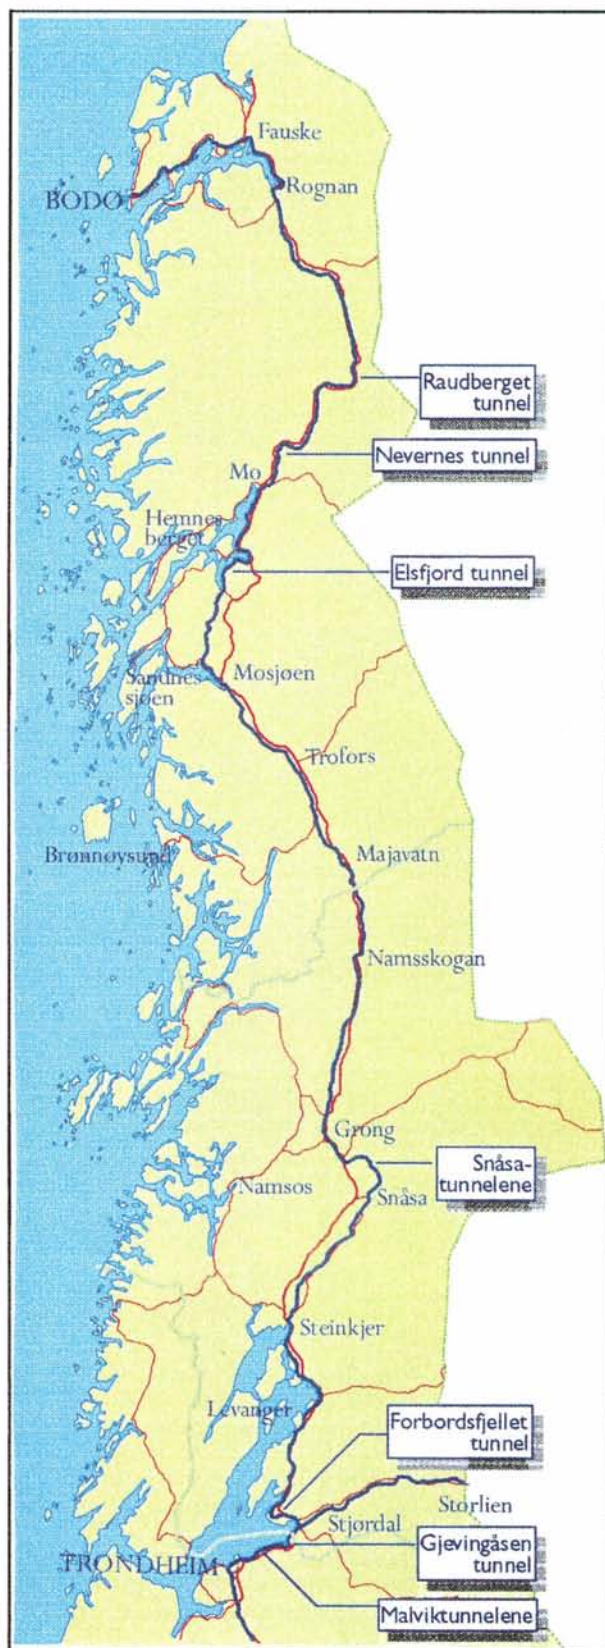 Fauske
Rognan
BODØ
Raudberget
tunnel
Nevernes tunnel
Mo
Hemnes
berget
Elsfjord tunnel
Sandnes
sjøen
Mosjøen
Trofors
Brønnøysund
Majavatn
Namsskogan
Grong
Snåsa-
tunnelene
Namsos
Snåsa
Steinkjer
Levanger
Forbordsfjellet
tunnel
Storlien
Stjørdal
Gjevingåsen
tunnel
TRONDHEIM
Malviktunnelene